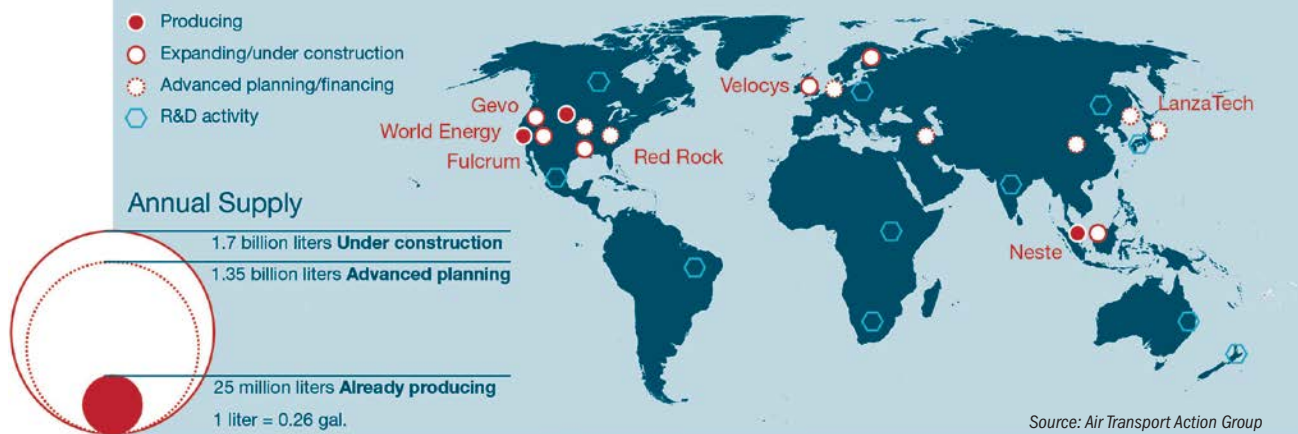 Producing
Expanding/under construction
Advanced planning/financing
R&D activity
Gevo
World Energy
Fulcrum
Red Rock
Velocys
LanzaTech
Neste
Annual Supply
1.7 billion liters Under construction
1.35 billion liters Advanced planning
25 million liters Already producing
1 liter = 0.26 gal.
Source: Air Transport Action Group